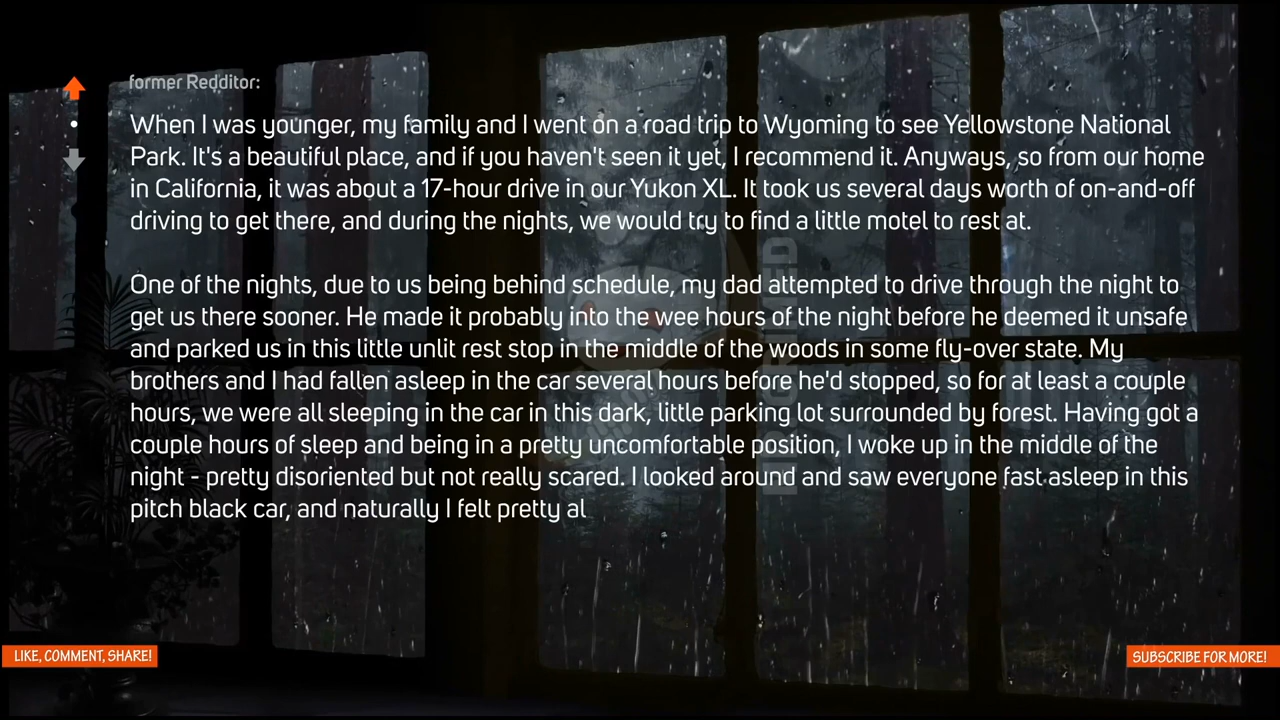 former Redditor:
When I was younger, my family and I went on a road trip to Wyoming to see Yellowstone National
Park. It's a beautiful place, and if you haven't seen it yet, I recommend it. Anyways, so from our home
in California, it was about a 17-hour drive in our Yukon XL. It took us several days worth of on-and-off
driving to get there, and during the nights, we would try to find a little motel to rest at.
One of the nights, due to us being behind schedule, my dad attempted to drive through the night to
get us there sooner. He made it probably into the wee hours of the night before he deemed it unsafe
and parked us in this little unlit rest stop in the middle of the woods in some fly-over state. My
brothers and I had fallen asleep in the car several hours before he'd stopped, so for at least a couple
hours, we were all sleeping in the car in this dark, little parking lot surrounded by forest. Having got a
couple hours of sleep and being in a pretty uncomfortable position, I woke up in the middle of the
night - pretty disoriented but not really scared. I looked around and saw everyone fast asleep in this
pitch black car, and naturally I felt pretty al
LIKE, COMMENT, SHARE!
SUBSCRIBE FOR MORE!